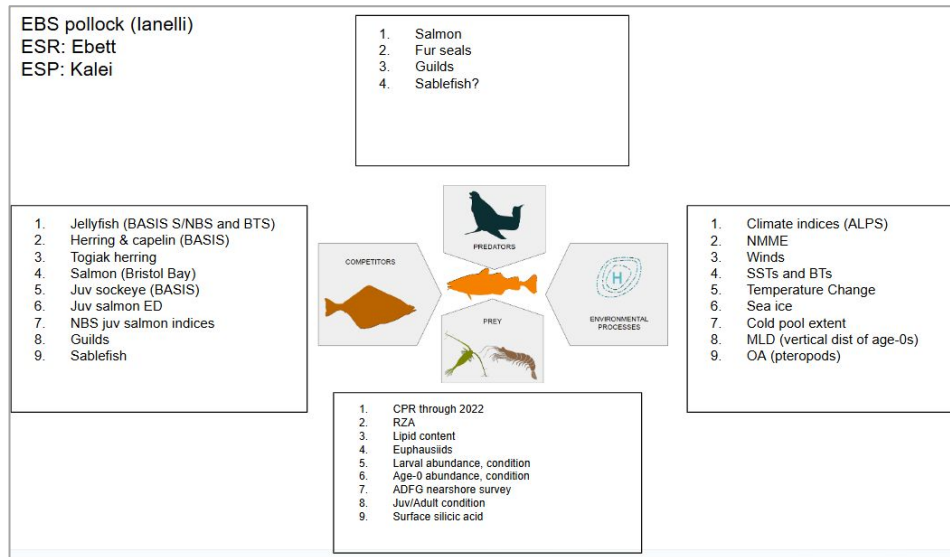 EBS pollock (Ianelli)
ESR: Ebett
ESP: Kalei
1. Salmon
2. Fur seals
3. Guilds
4. Sablefish?
1. Jellyfish (BASIS S/NBS and BTS)
2. Herring & capelin (BASIS)
3. Togiak herring
4. Salmon (Bristol Bay)
5. Juv sockeye (BASIS)
6. Juv salmon ED
7. NBS juv salmon indices
8. Guilds
9. Sablefish
PREDATORS
COMPETITORS
H
ENVIRONMENTAL
PROCESSES
PREY
1. Climate indices (ALPS)
2. NMME
3. Winds
4. SSTs and BTs
5. Temperature Change
6. Sea ice
7. Cold pool extent
8. MLD (vertical dist of age-0s)
9. OA (pteropods)
1. CPR through 2022
2. RZA
3. Lipid content
4. Euphausiids
5. Larval abundance, condition
6. Age-0 abundance, condition
7. ADFG nearshore survey
8. Juv/Adult condition
9. Surface silicic acid